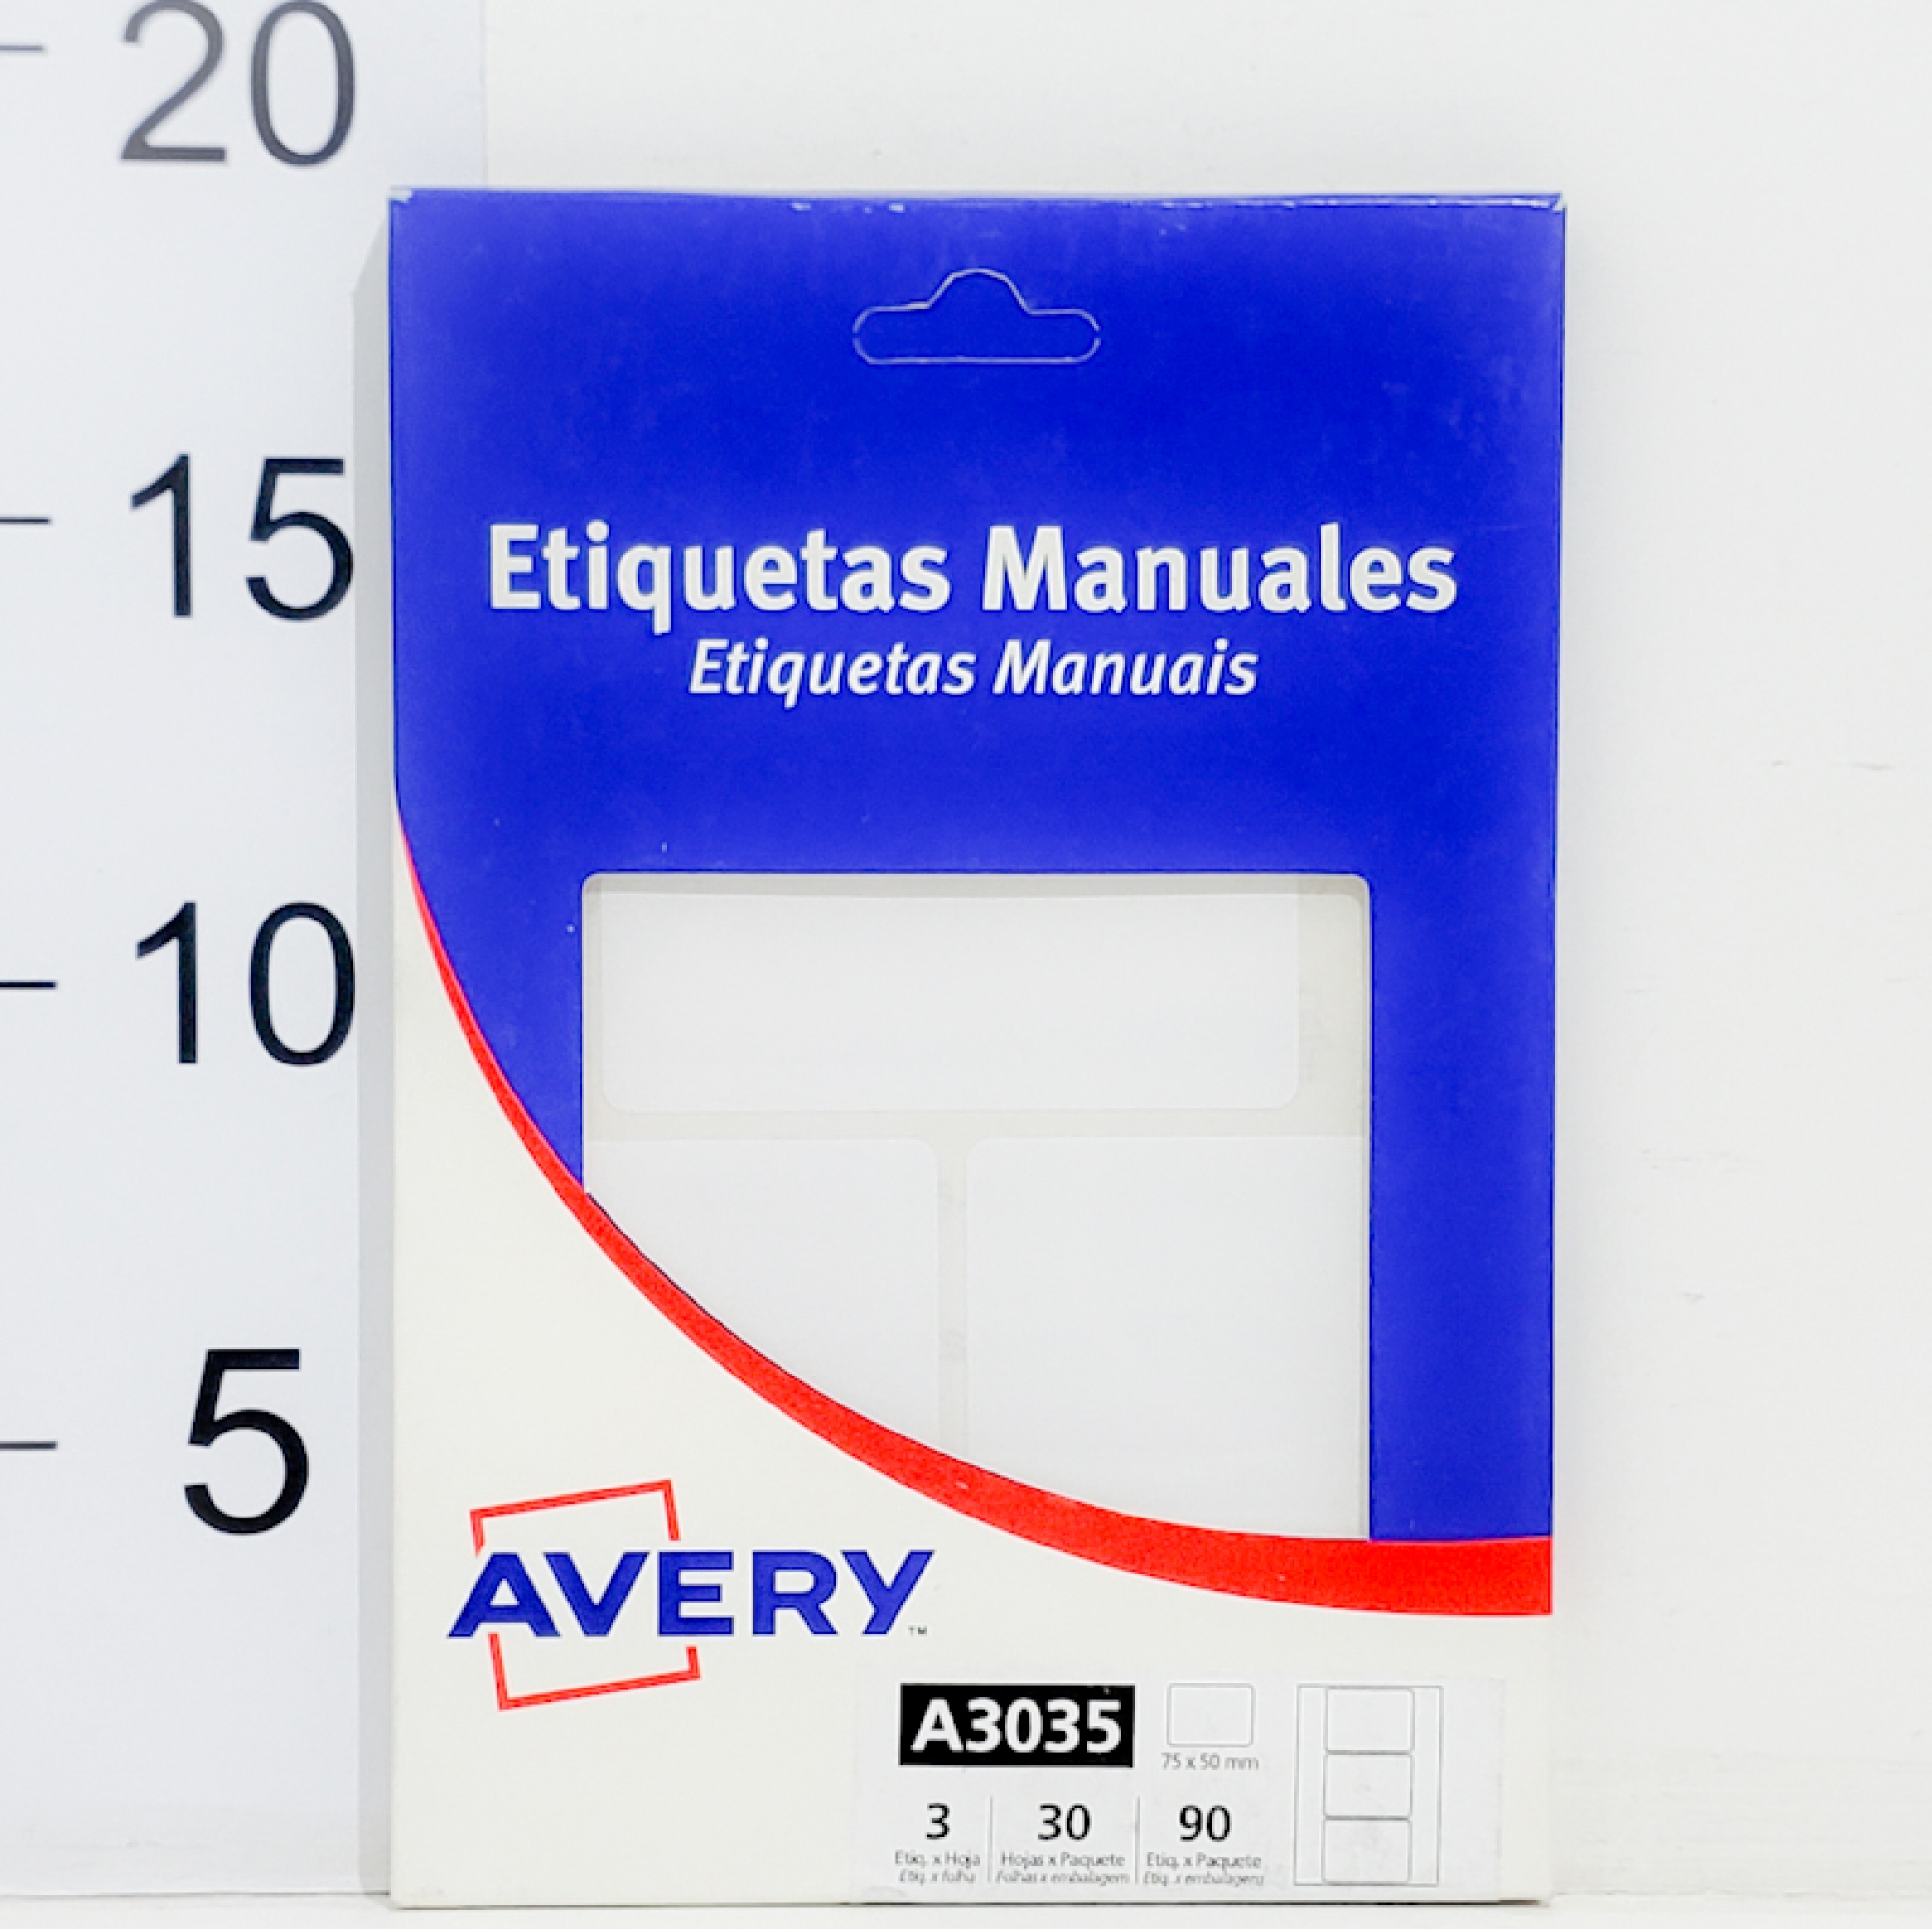 20
15
10
5
Etiquetas Manuales
Etiquetas Manuais
AVERY™
A3035
75 x 50 mm
3 30 90
Etiq. x Hoja Hojas x Paquete Etiq. x Paquete
Etiq. x folha Folhas x embalagem Etiq. x embalagem